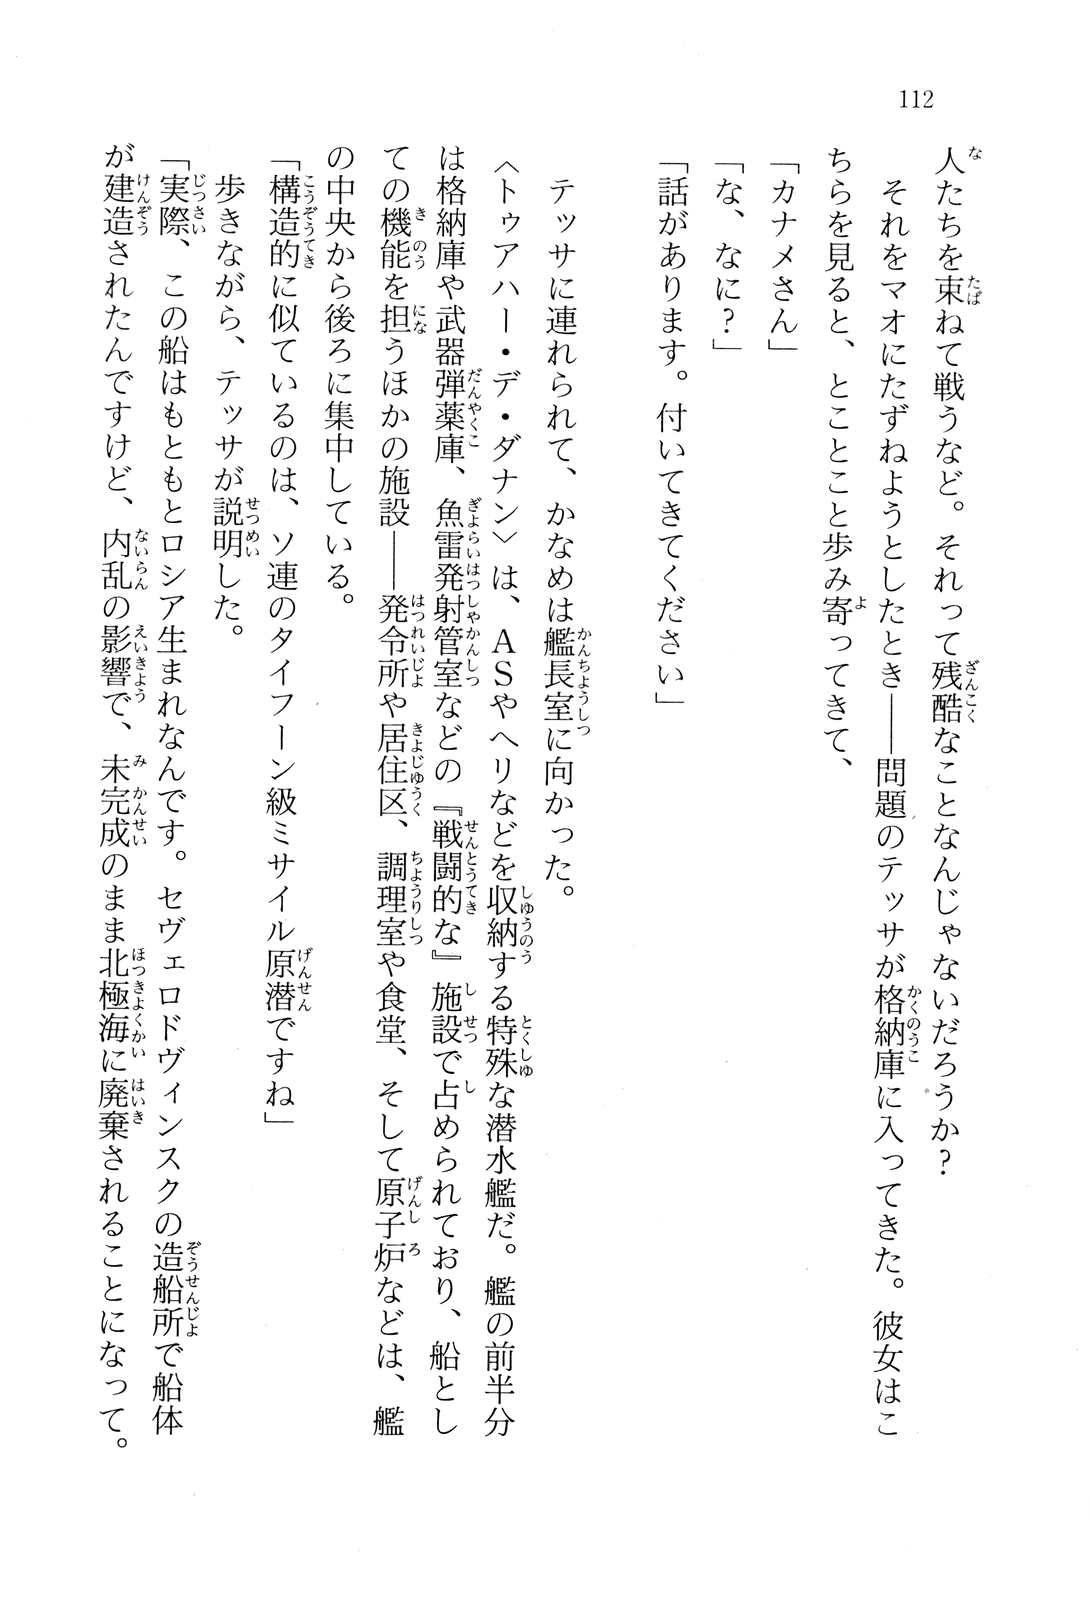 112
人たちを束ねて戦うなど。それって残酷なことなんじゃないだろうか?
　それをマオにたずねようとしたとき――問題のテッサが格納庫に入ってきた。彼女はこ
ちらを見ると、とことこと歩み寄ってきて、
「カナメさん」
「な、なに?」
「話があります。付いてきてください」
　テッサに連れられて、かなめは艦長室に向かった。
〈トゥアハー・デ・ダナン〉は、ASやヘリなどを収納する特殊な潜水艦だ。艦の前半分
は格納庫や武器弾薬庫、魚雷発射管室などの『戦闘的な』施設で占められており、船とし
ての機能を担うほかの施設――発令所や居住区、調理室や食堂、そして原子炉などは、艦
の中央から後ろに集中している。
「構造的に似ているのは、ソ連のタイフーン級ミサイル原潜ですね」
　歩きながら、テッサが説明した。
「実際、この船はもともとロシア生まれなんです。セヴェロドヴィンスクの造船所で船体
が建造されたんですけど、内乱の影響で、未完成のまま北極海に廃棄されることになって。